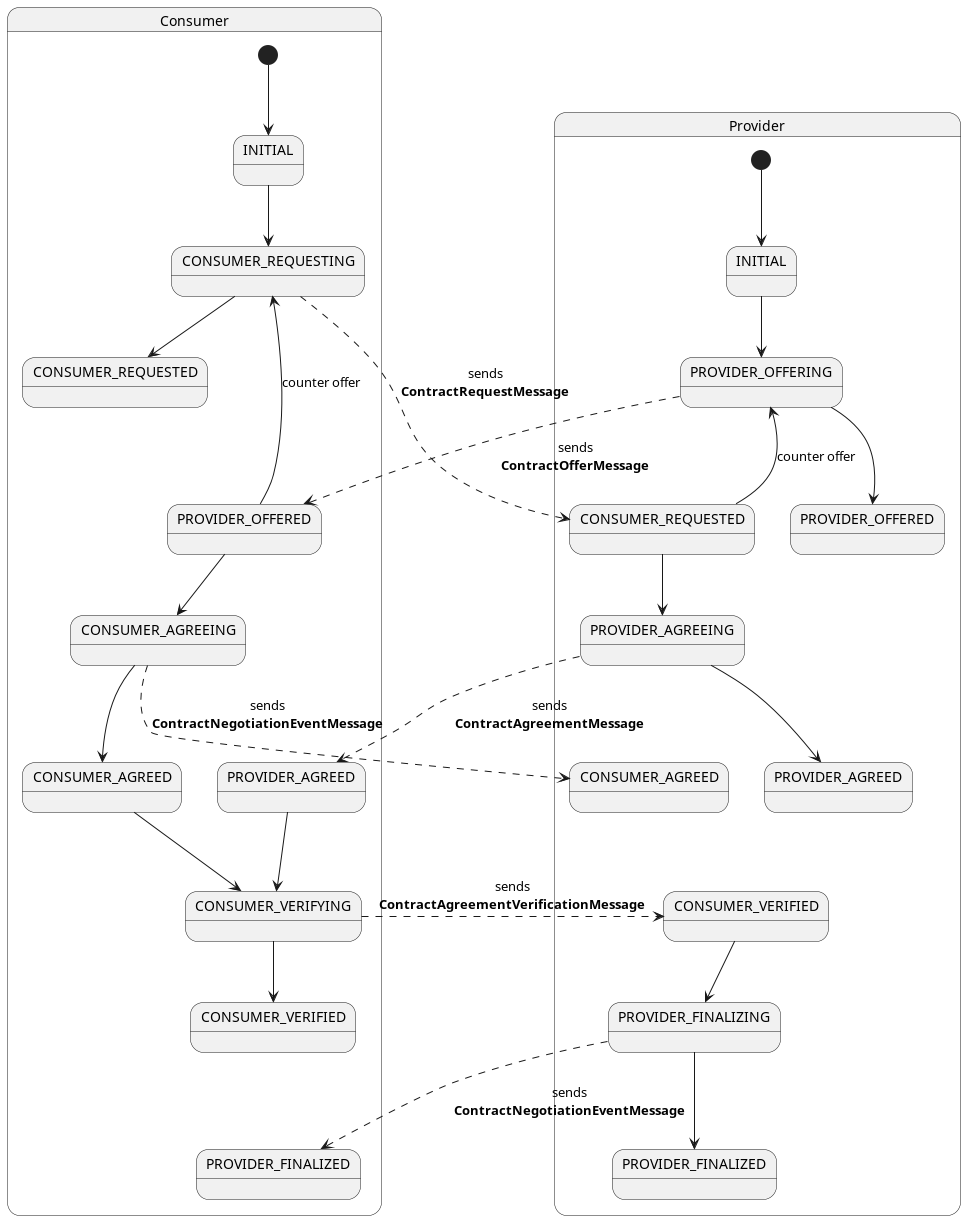 Consumer
INITIAL
CONSUMER_REQUESTING
CONSUMER_REQUESTED
counter offer
PROVIDER_OFFERED
CONSUMER_AGREEING
CONSUMER_AGREED
PROVIDER_AGREED
CONSUMER_VERIFYING
CONSUMER_VERIFIED
PROVIDER_FINALIZED
sends
ContractRequestMessage
sends
ContractOfferMessage
sends
ContractNegotiationEventMessage
sends
ContractAgreementMessage
sends
ContractAgreementVerificationMessage
sends
ContractNegotiationEventMessage
Provider
INITIAL
PROVIDER_OFFERING
counter offer
CONSUMER_REQUESTED
PROVIDER_OFFERED
PROVIDER_AGREEING
CONSUMER_AGREED
PROVIDER_AGREED
CONSUMER_VERIFIED
PROVIDER_FINALIZING
PROVIDER_FINALIZED